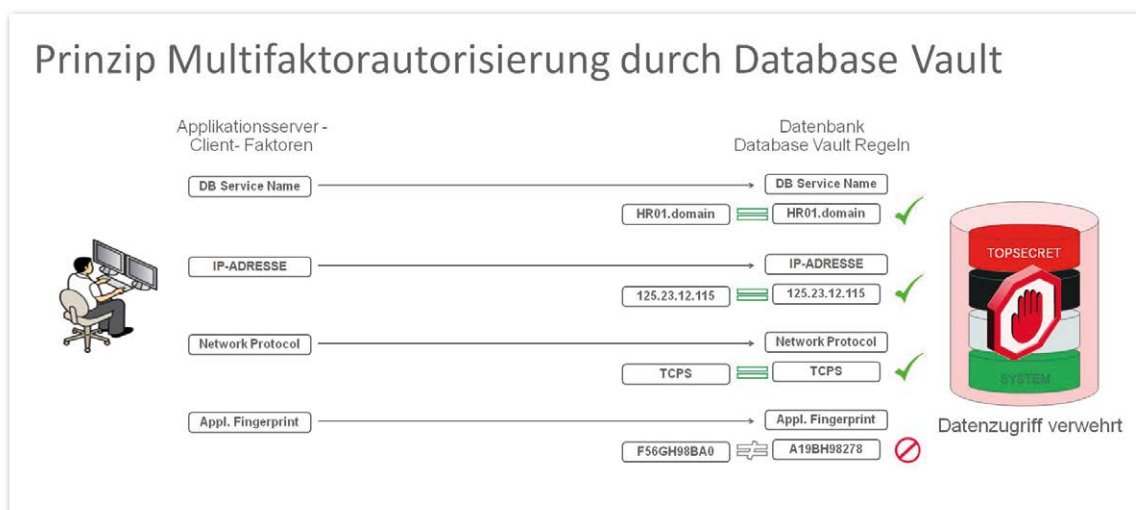 Prinzip Multifaktorautorisierung durch Database Vault
Applikationsserver -
Client- Faktoren
Datenbank
Database Vault Regeln
DB Service Name
DB Service Name
HR01.domain
HR01.domain
IP-ADRESSE
IP-ADRESSE
125.23.12.115
125.23.12.115
Network Protocol
Network Protocol
TCPS
TCPS
Appl. Fingerprint
Appl. Fingerprint
F56GH98BA0
A19BH98278
TOPSECRET
SYSTEM
Datenzugriff verwehrt